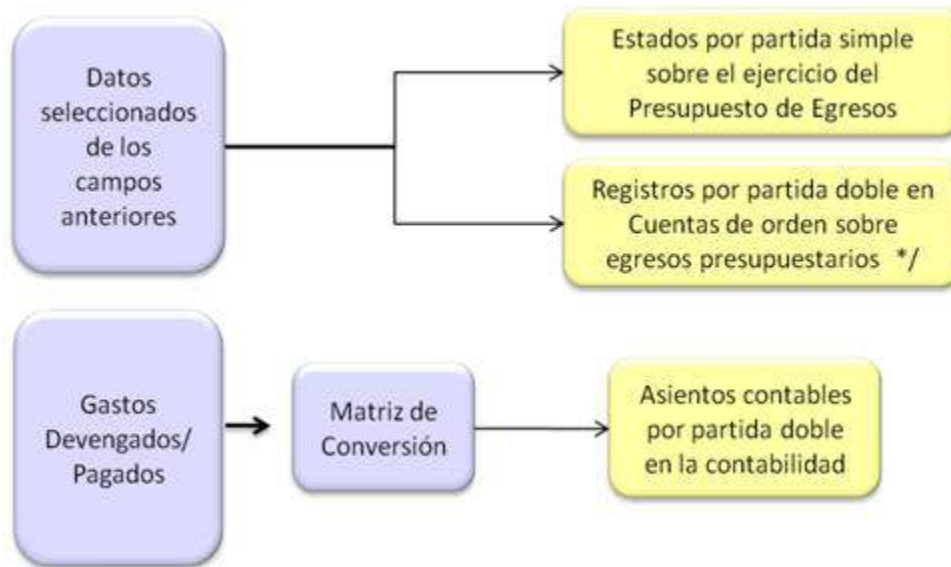 Datos
seleccionados
de los
campos
anteriores
Estados por partida simple
sobre el ejercicio del
Presupuesto de Egresos
Registros por partida doble en
Cuentas de orden sobre
egresos presupuestarios */
Gastos
Devengados/
Pagados
Matriz de
Conversión
Asientos contables
por partida doble
en la contabilidad